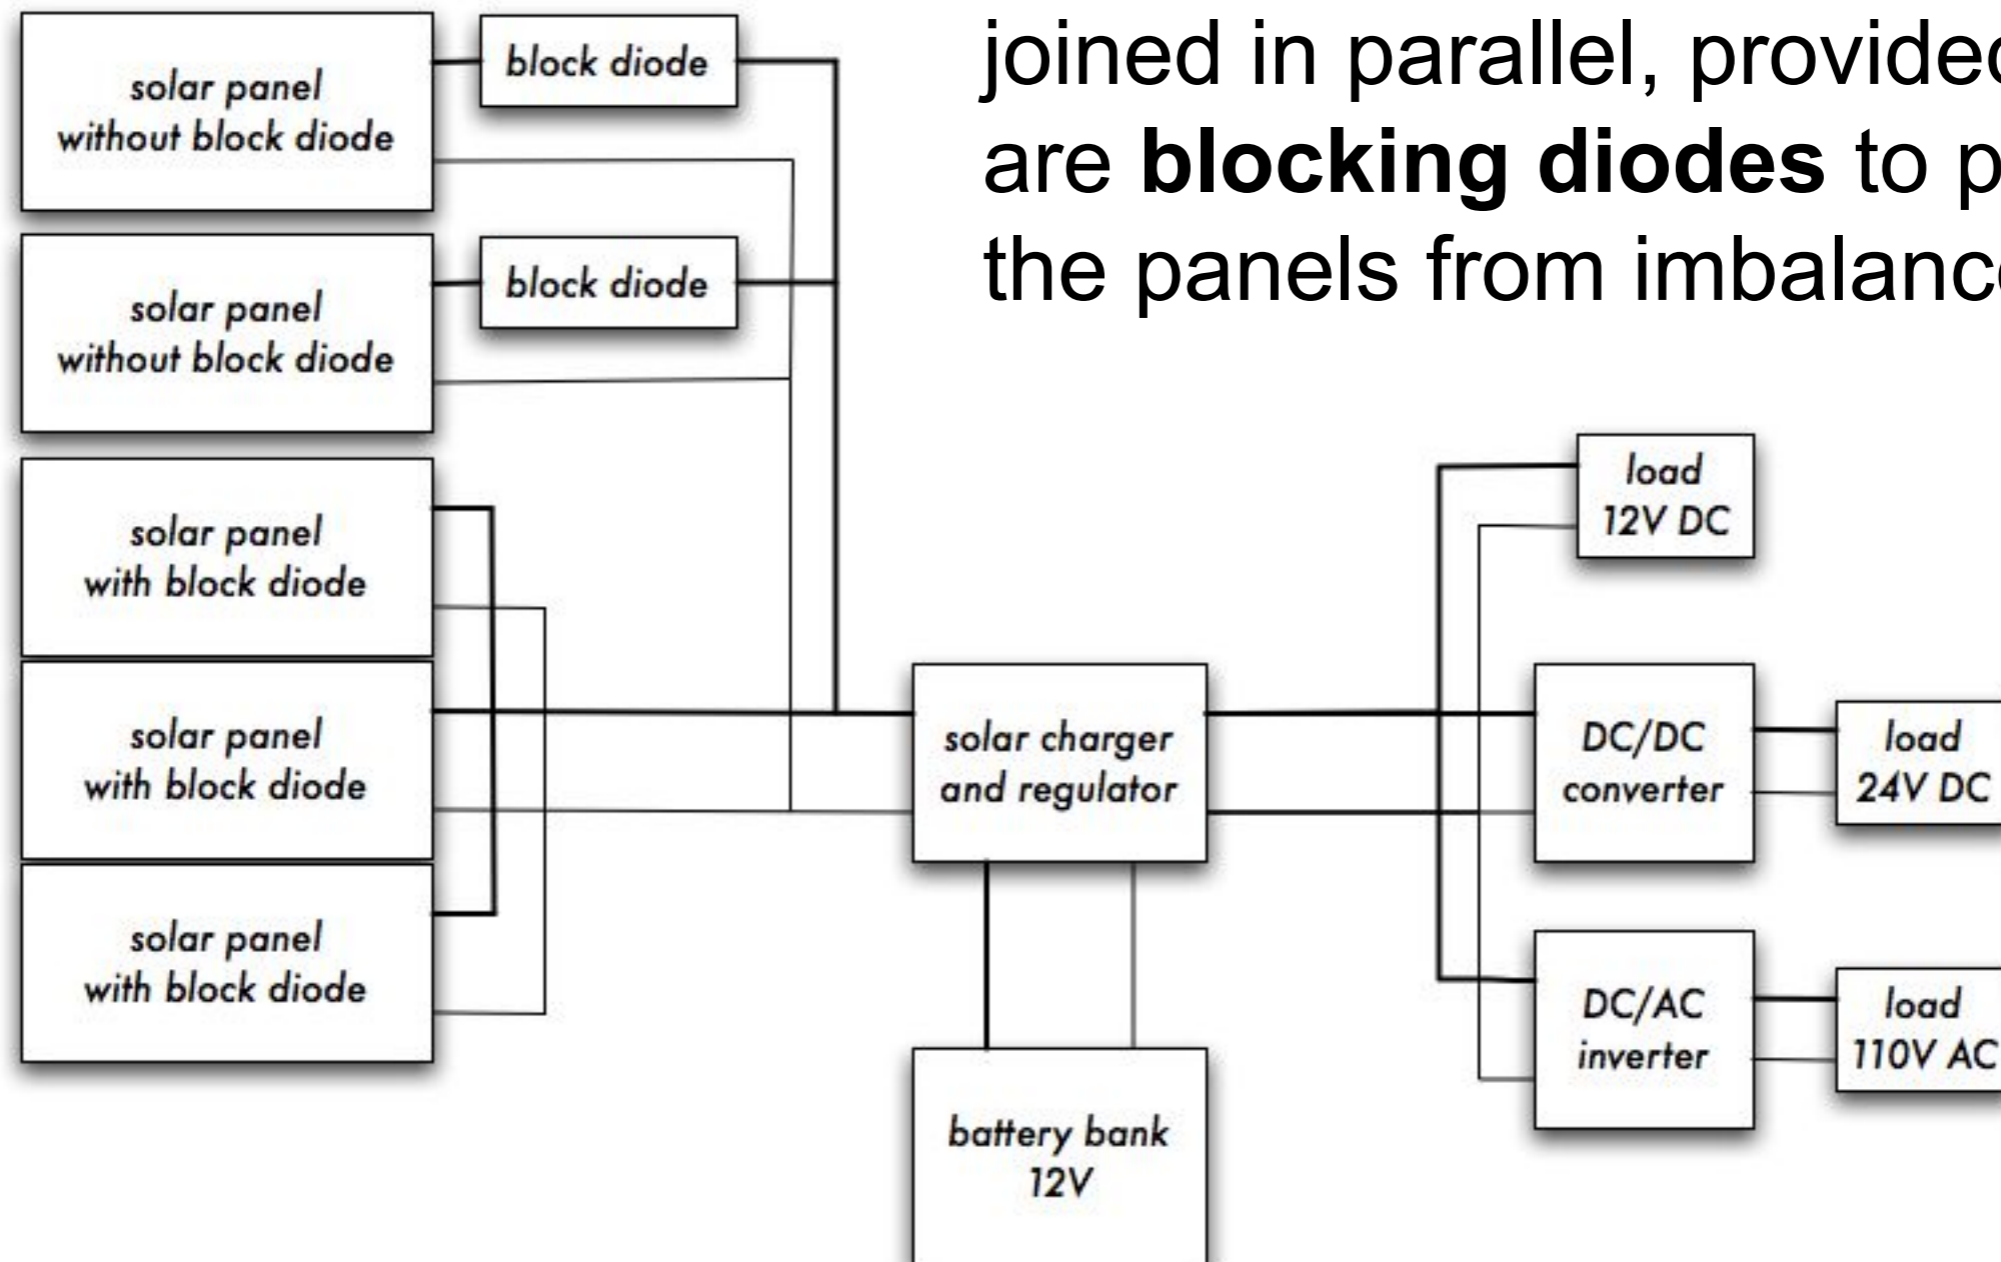 joined in parallel, provided
are blocking diodes to p
the panels from imbalance
solar panel
without block diode
block diode
solar panel
without block diode
block diode
solar panel
with block diode
solar panel
with block diode
solar panel
with block diode
solar charger
and regulator
battery bank
12V
load
12V DC
DC/DC
converter
load
24V DC
DC/AC
inverter
load
110V AC